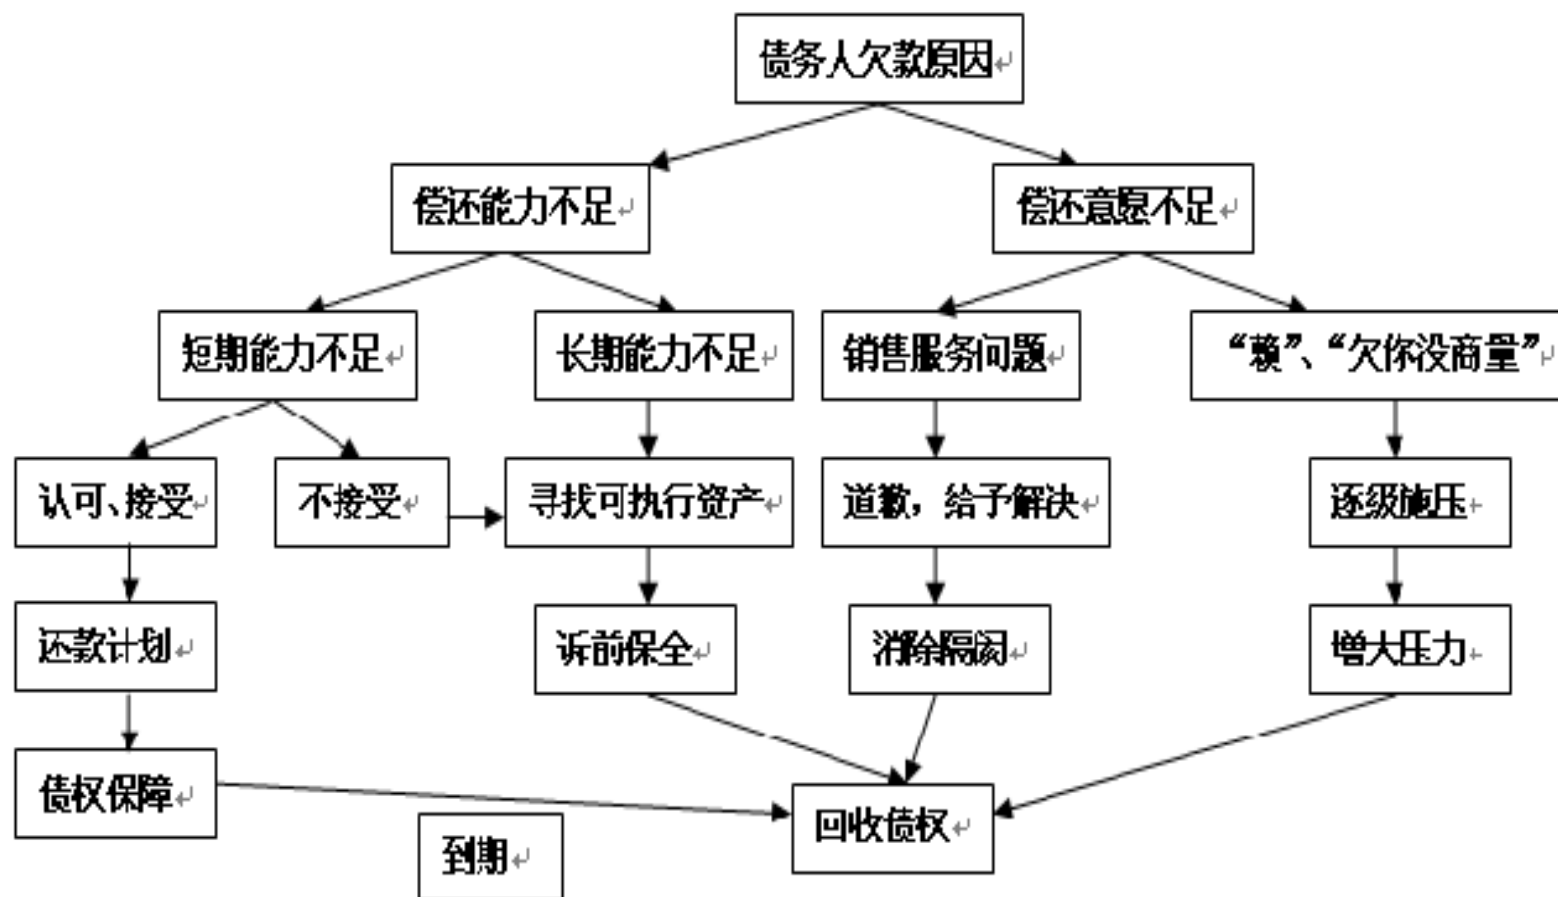 债务人欠款原因
偿还能力不足
偿还意愿不足
短期能力不足
长期能力不足
销售服务问题
“赖”、“欠你没商量”
认可、接受
不接受
寻找可执行资产
道歉，给予解决
逐级施压
还款计划
诉前保全
消除隔阂
增大压力
债权保障
回收债权
到期